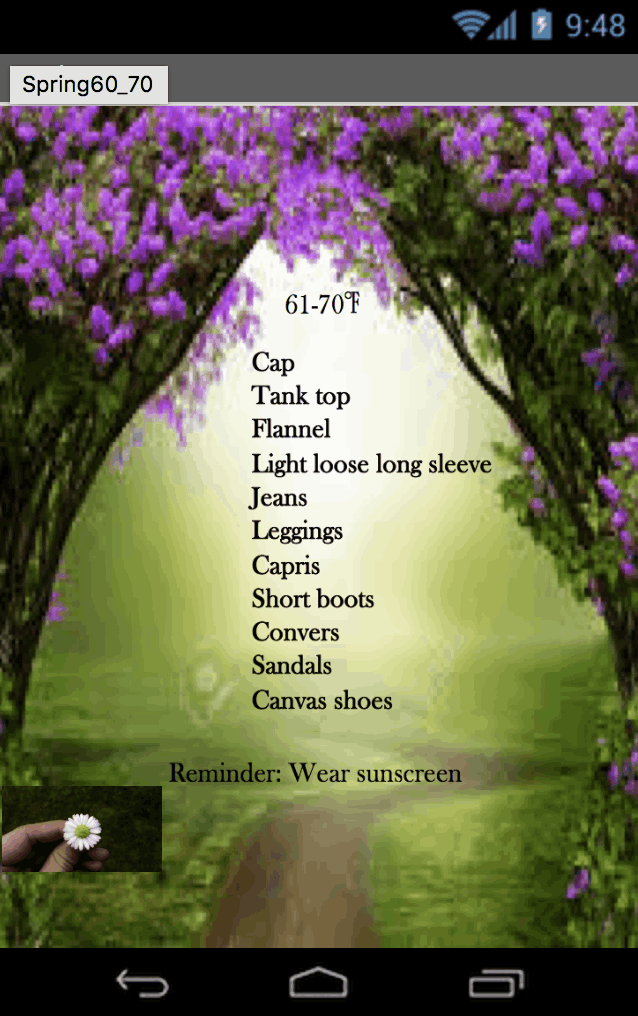 9:48
Spring60_70
61-70℉
Cap
Tank top
Flannel
Light loose long sleeve
Jeans
Leggings
Capris
Short boots
Convers
Sandals
Canvas shoes
Reminder: Wear sunscreen